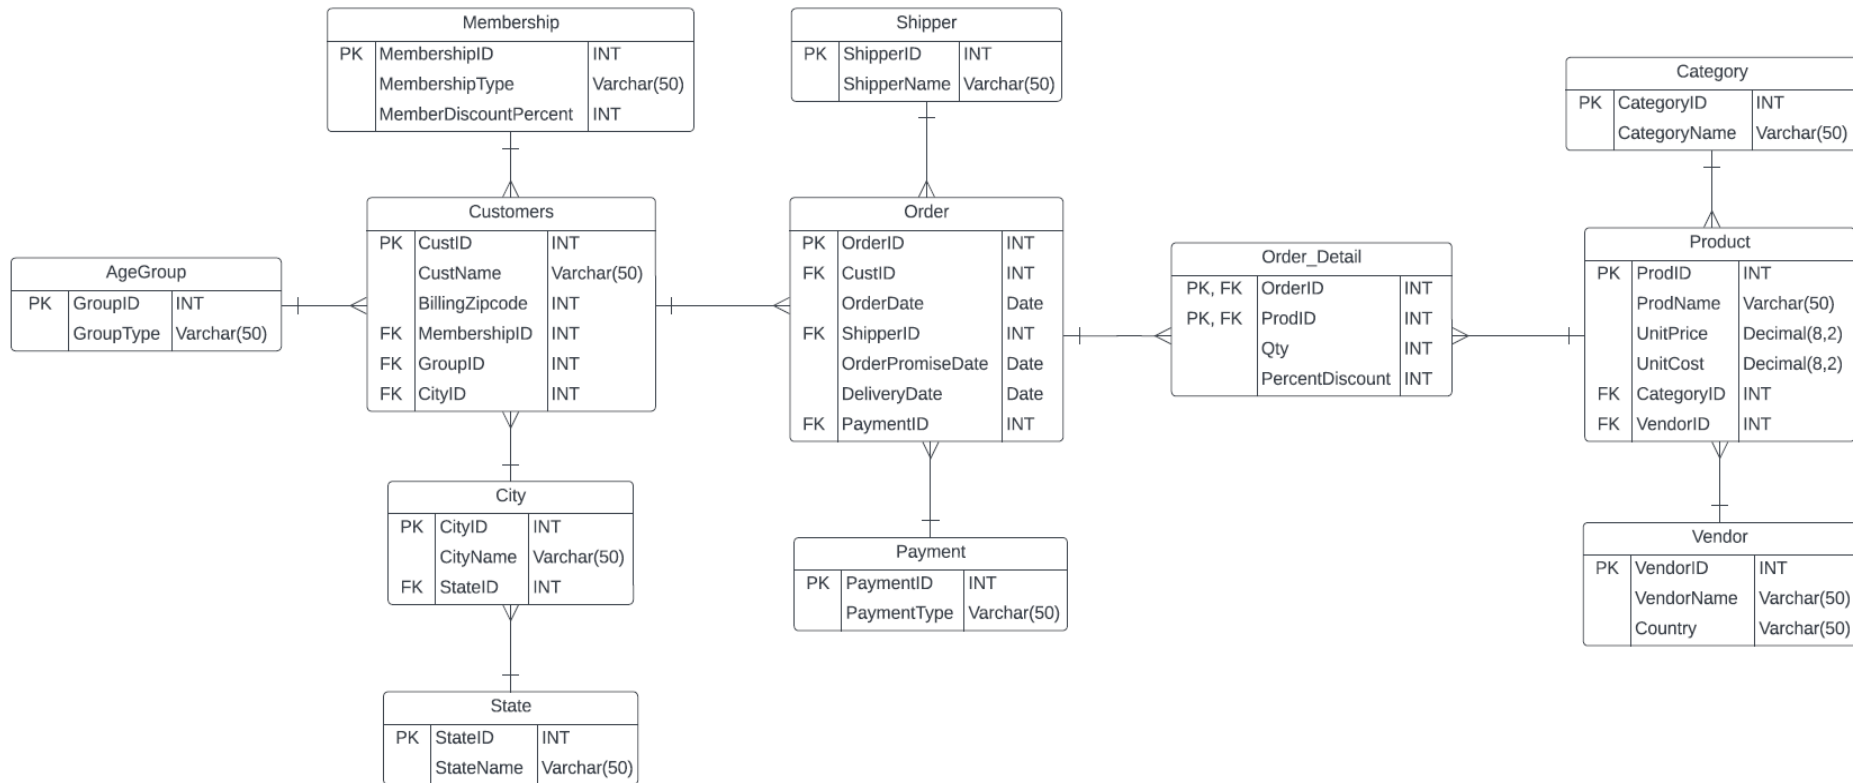 Membership
PK MembershipID INT
MembershipType Varchar(50)
MemberDiscountPercent INT
Shipper
PK ShipperID INT
ShipperName Varchar(50)
Category
PK CategoryID INT
CategoryName Varchar(50)
AgeGroup
PK GroupID INT
GroupType Varchar(50)
Customers
PK CustID INT
CustName Varchar(50)
BillingZipcode INT
FK MembershipID INT
FK GroupID INT
FK CityID INT
Order
PK OrderID INT
FK CustID INT
OrderDate Date
FK ShipperID INT
OrderPromiseDate Date
DeliveryDate Date
FK PaymentID INT
Order_Detail
PK, FK OrderID INT
PK, FK ProdID INT
Qty INT
PercentDiscount INT
Product
PK ProdID INT
ProdName Varchar(50)
UnitPrice Decimal(8,2)
UnitCost Decimal(8,2)
FK CategoryID INT
FK VendorID INT
City
PK CityID INT
CityName Varchar(50)
FK StateID INT
Payment
PK PaymentID INT
PaymentType Varchar(50)
Vendor
PK VendorID INT
VendorName Varchar(50)
Country Varchar(50)
State
PK StateID INT
StateName Varchar(50)